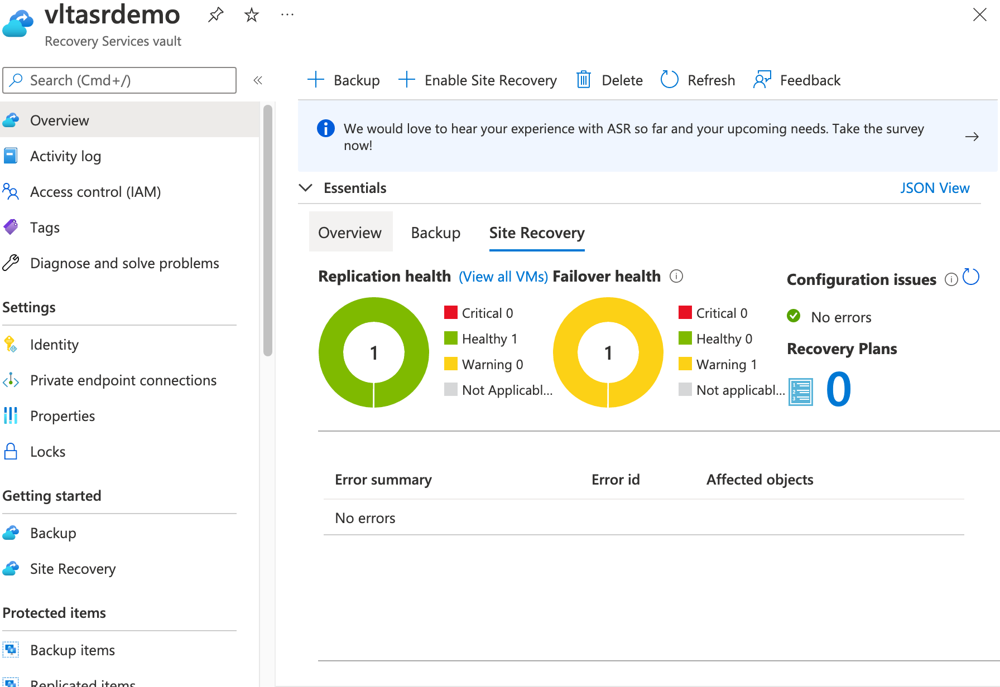 vltasrdemo
Recovery Services vault
Search (Cmd+/)
Overview
Activity log
Access control (IAM)
Tags
Diagnose and solve problems
Settings
Identity
Private endpoint connections
Properties
Locks
Getting started
Backup
Site Recovery
Protected items
Backup items
Replicated items
Backup
Enable Site Recovery
Delete
Refresh
Feedback
We would love to hear your experience with ASR so far and your upcoming needs. Take the survey
now!
Essentials
JSON View
Overview
Backup
Site Recovery
Replication health (View all VMs)
1
Critical 0
Healthy 1
Warning 0
Not Applicabl...
Failover health
1
Critical 0
Healthy 0
Warning 1
Not applicabl...
Configuration issues
No errors
Recovery Plans
1
2
3
0
Error summary Error id Affected objects
No errors